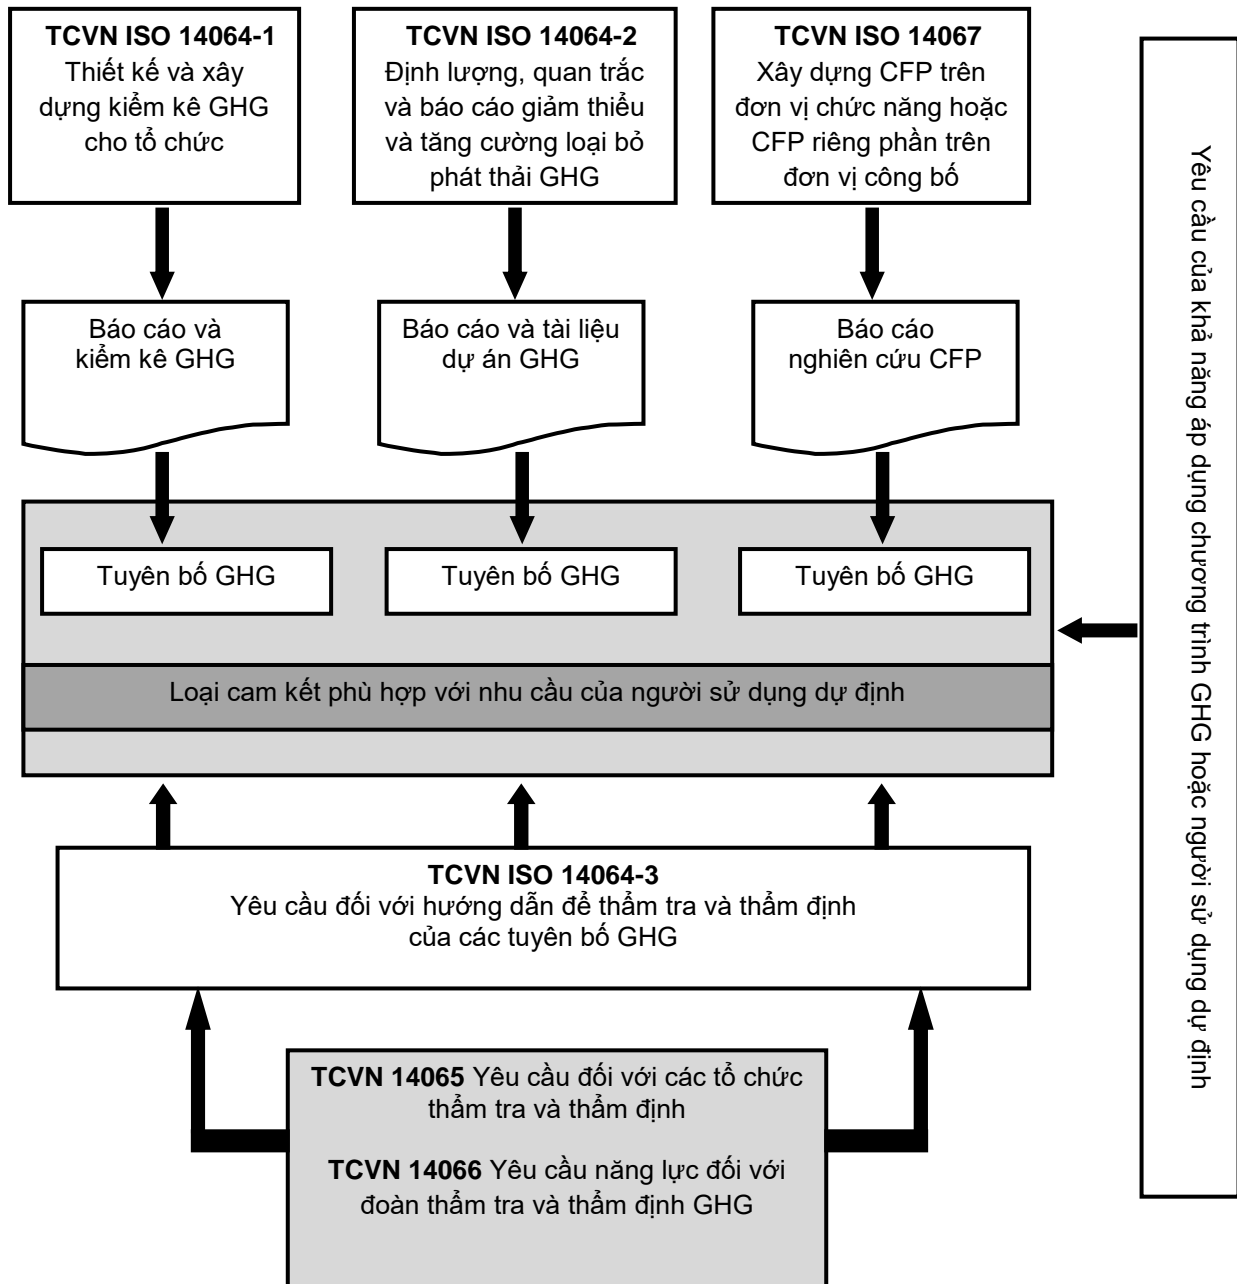 TCVN ISO 14064-1
Thiết kế và xây
dựng kiểm kê GHG
cho tổ chức
TCVN ISO 14064-2
Định lượng, quan trắc
và báo cáo giảm thiểu
và tăng cường loại bỏ
phát thải GHG
TCVN ISO 14067
Xây dựng CFP trên
đơn vị chức năng hoặc
CFP riêng phần trên
đơn vị công bố
Báo cáo và
kiểm kê GHG
Báo cáo và tài liệu
dự án GHG
Báo cáo
nghiên cứu CFP
Tuyên bố GHG
Tuyên bố GHG
Tuyên bố GHG
Loại cam kết phù hợp với nhu cầu của người sử dụng dự định
TCVN ISO 14064-3
Yêu cầu đối với hướng dẫn để thẩm tra và thẩm định
của các tuyên bố GHG
TCVN 14065 Yêu cầu đối với các tổ chức
thẩm tra và thẩm định
TCVN 14066 Yêu cầu năng lực đối với
đoàn thẩm tra và thẩm định GHG
Yêu cầu của khả năng áp dụng chương trình GHG hoặc người sử dụng dự định